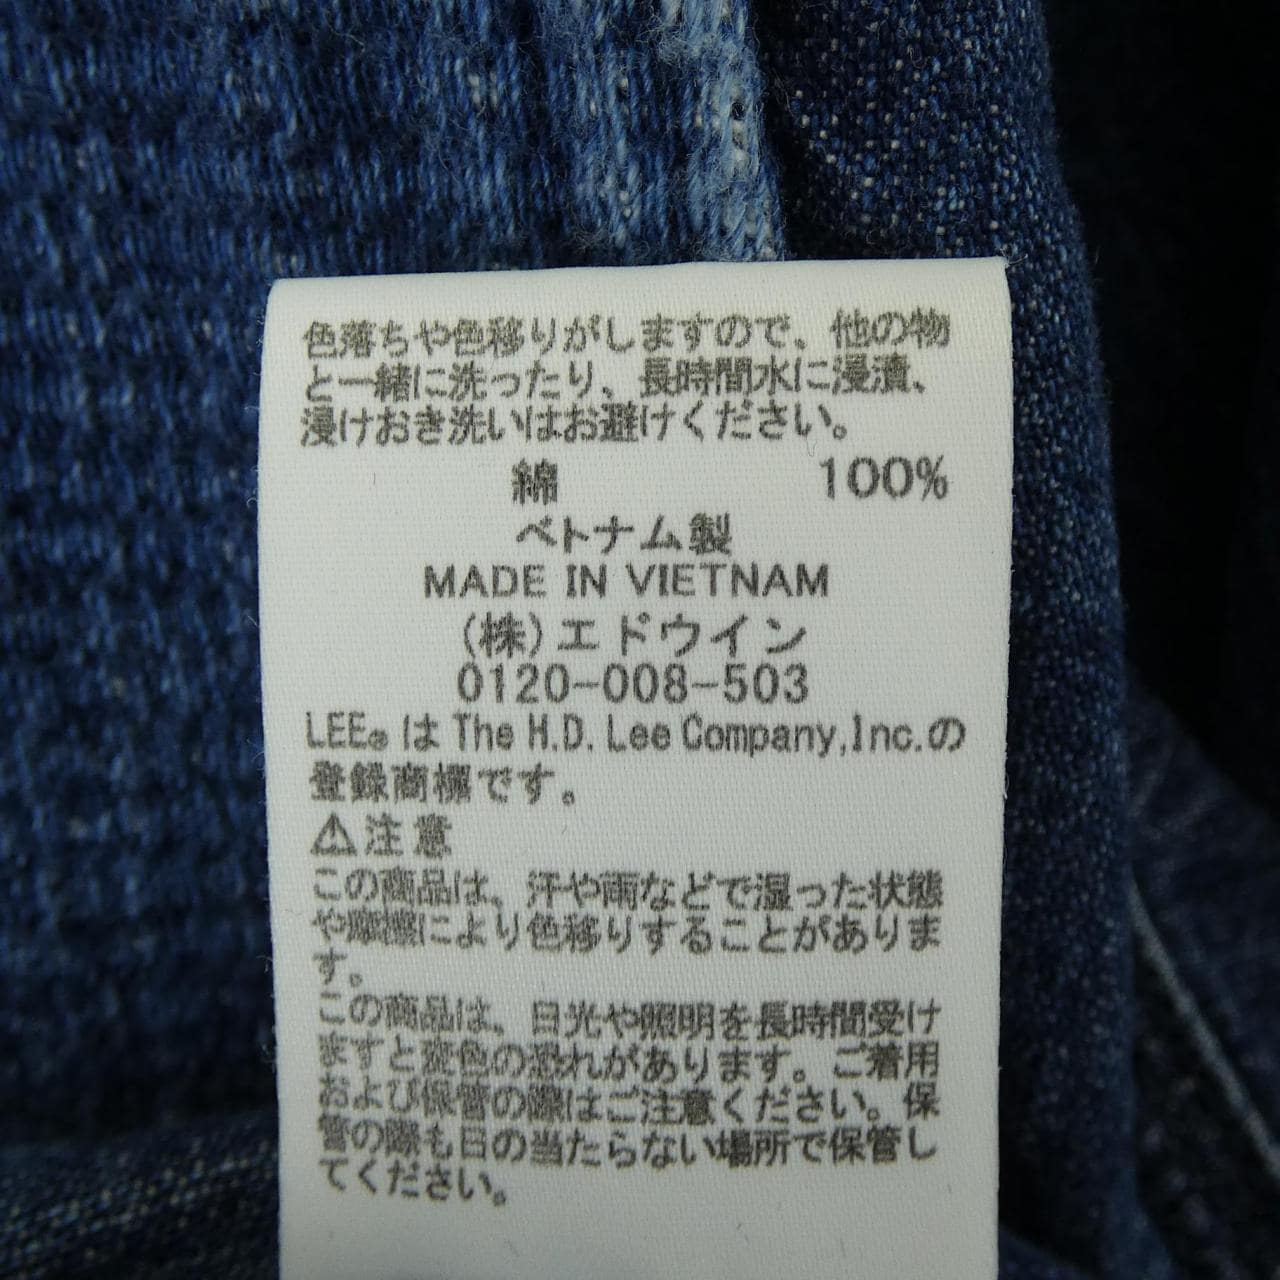 色落ちや色移りがしますので、他の物
と一緒に洗ったり、長時間水に浸漬、
浸けおき洗いはお避けください。
綿 100%
ベトナム製
MADE IN VIETNAM
(株)エドウイン
0120-008-503
LEE® は The H.D. Lee Company,Inc.の
登録商標です。
⚠注意
この商品は、汗や雨などで湿った状態
や摩擦により色移りすることがありま
す。
この商品は、日光や照明を長時間受け
ますと変色の恐れがあります。ご着用
および保管の際はご注意ください。保
管の際も日の当たらない場所で保管し
てください。